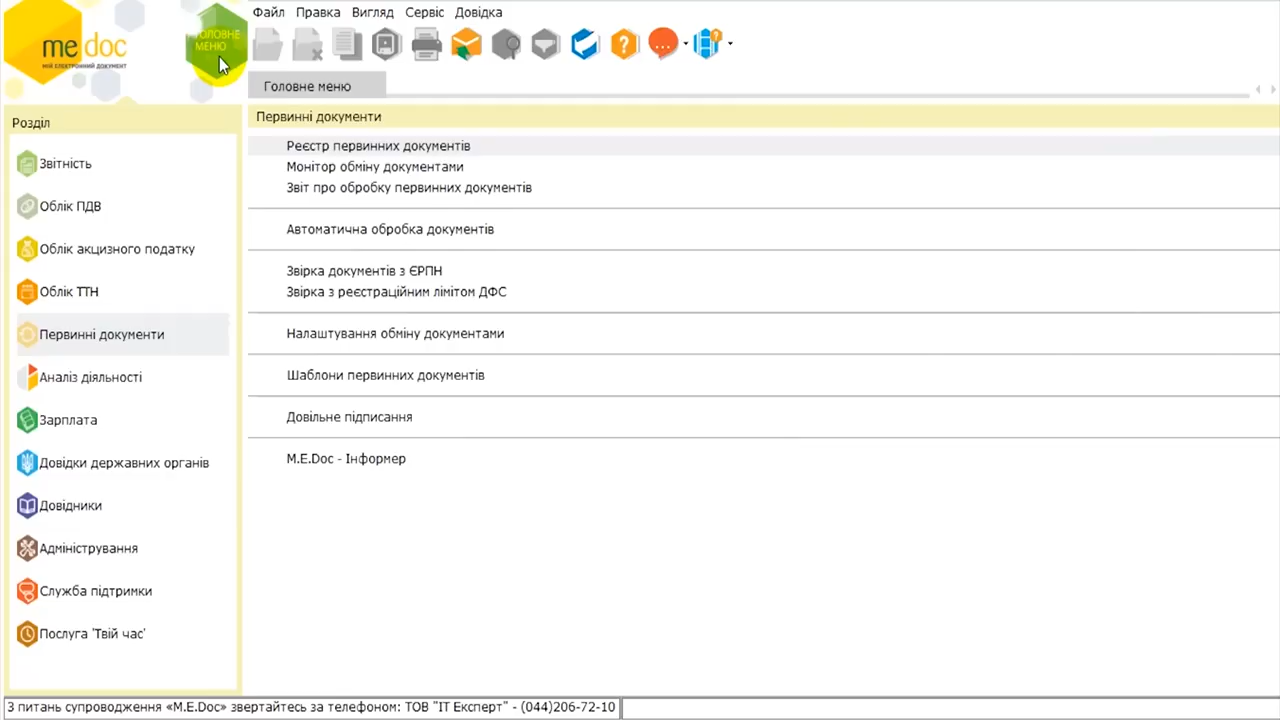 me doc
МІЙ ЕЛЕКТРОННИЙ ДОКУМЕНТ
ГОЛОВНЕ
МЕНЮ
Файл Правка Вигляд Сервіс Довідка
Головне меню
Розділ
Звітність
Облік ПДВ
Облік акцизного податку
Облік ТТН
Первинні документи
Аналіз діяльності
Зарплата
Довідки державних органів
Довідники
Адміністрування
Служба підтримки
Послуга 'Твій час'
Первинні документи
Реєстр первинних документів
Монітор обміну документами
Звіт про обробку первинних документів
Автоматична обробка документів
Звірка документів з ЄРПН
Звірка з реєстраційним лімітом ДФС
Налаштування обміну документами
Шаблони первинних документів
Довільне підписання
M.E.Doc - Інформер
З питань супроводження «M.E.Doc» звертайтесь за телефоном: ТОВ "ІТ Експерт" - (044)206-72-10